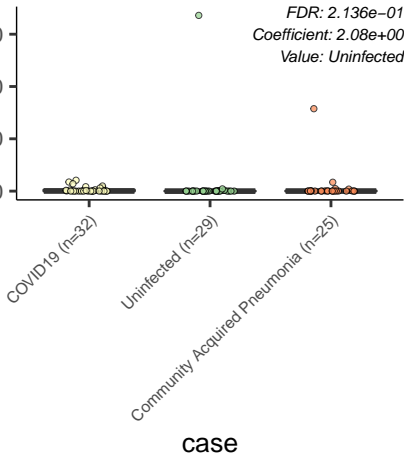 FDR: 2.136e−01
Coefficient: 2.08e+00
Value: Uninfected
COVID19 (n=32)
Uninfected (n=29)
Community Acquired Pneumonia (n=25)
case